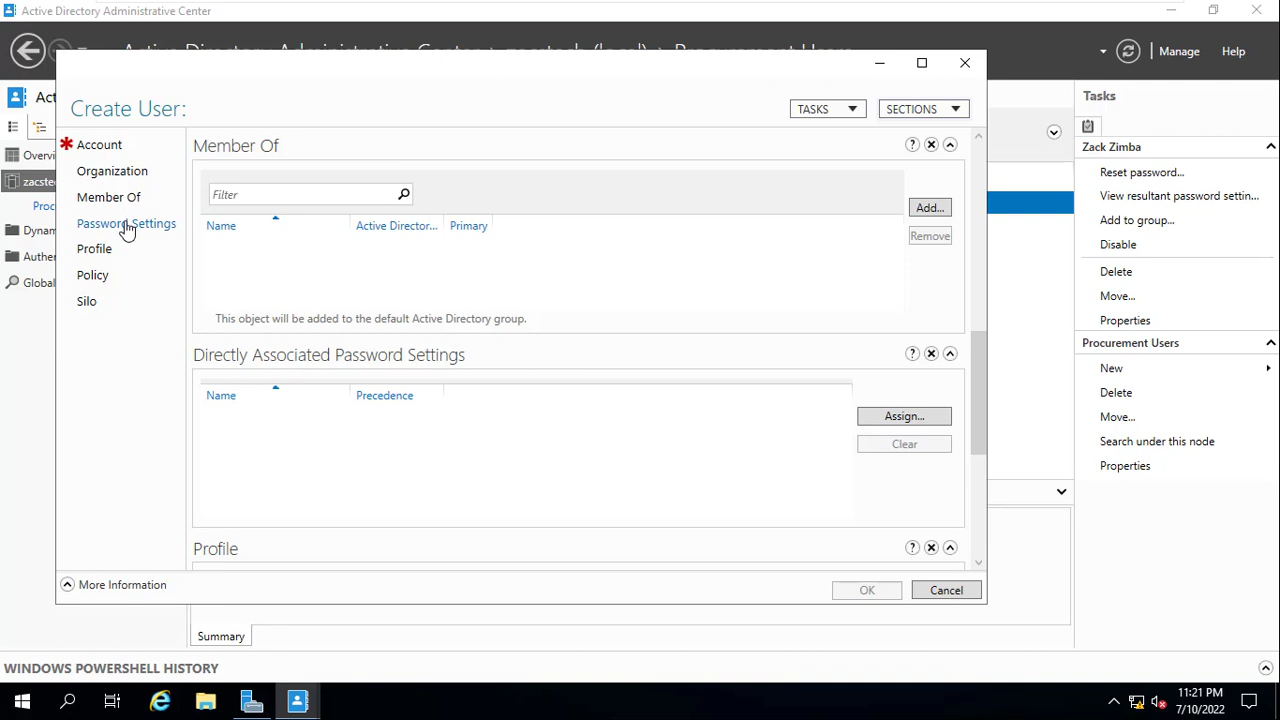 Active Directory Administrative Center
Manage
Help
Create User:
TASKS
SECTIONS
Account
Organization
Member Of
Password Settings
Profile
Policy
Silo
Member Of
Filter
Name
Active Director...
Primary
Add...
Remove
This object will be added to the default Active Directory group.
Directly Associated Password Settings
Name
Precedence
Assign...
Clear
Profile
More Information
OK
Cancel
Tasks
Zack Zimba
Reset password...
View resultant password settin...
Add to group...
Disable
Delete
Move...
Properties
Procurement Users
New
Delete
Move...
Search under this node
Properties
Summary
WINDOWS POWERSHELL HISTORY
11:21 PM
7/10/2022